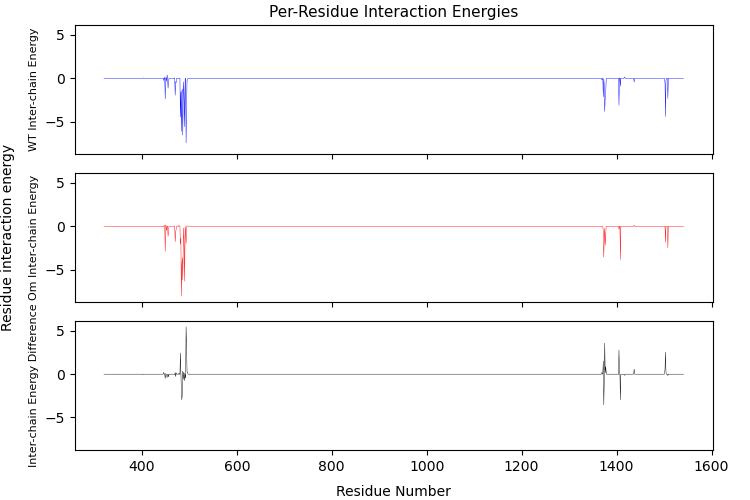 Per-Residue Interaction Energies
Residue interaction energy
WT Inter-chain Energy
5
0
−5
Om Inter-chain Energy
5
0
−5
Inter-chain Energy Difference
5
0
−5
400 600 800 1000 1200 1400 1600
Residue Number